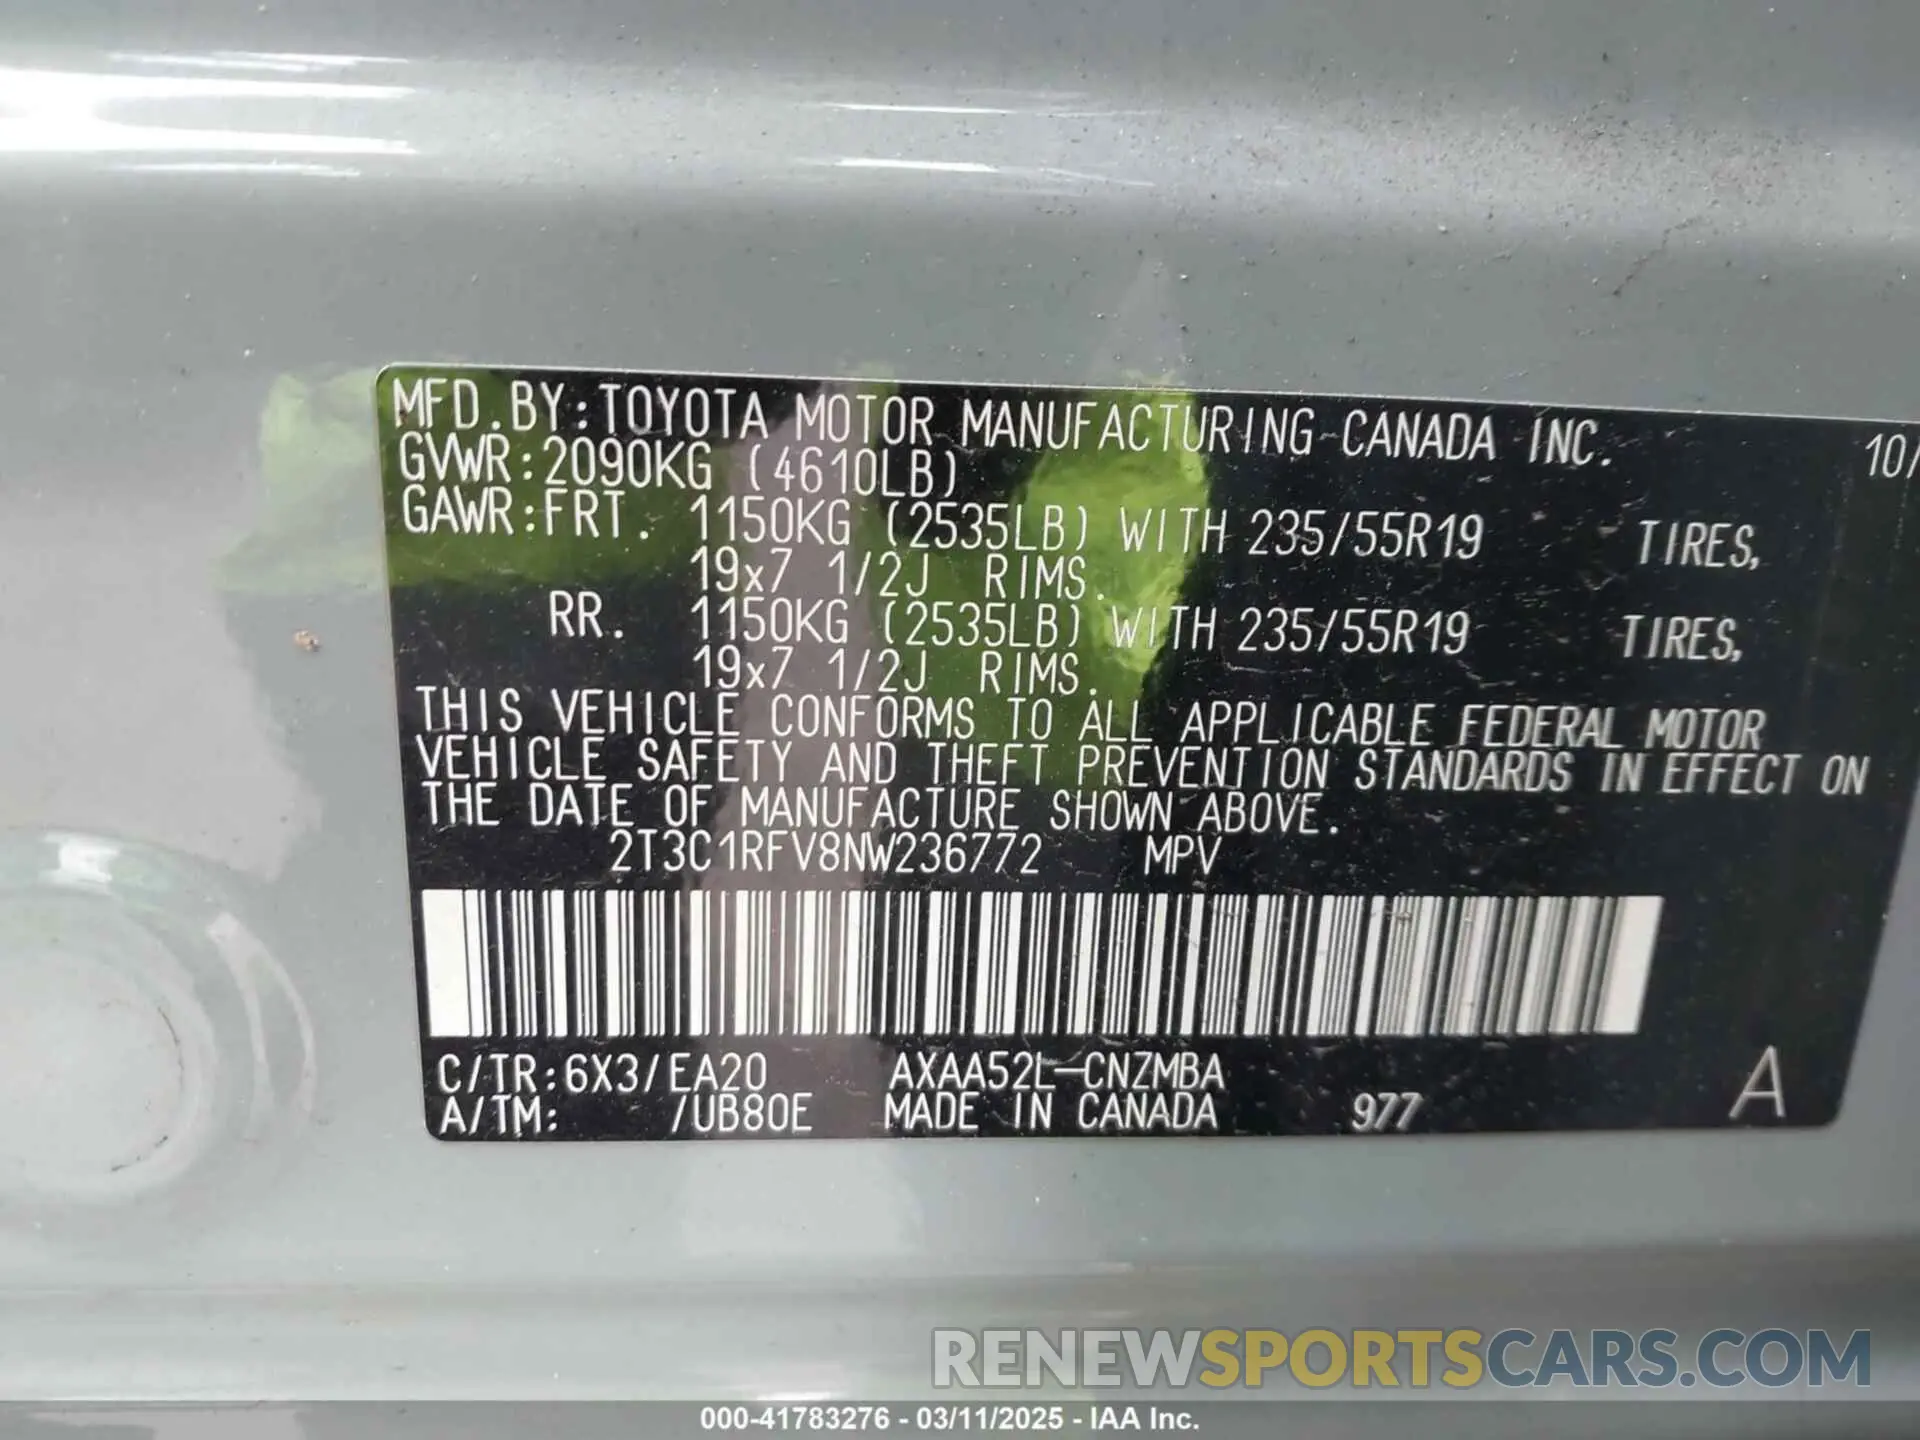 MFD.BY:TOYOTA MOTOR MANUFACTURING CANADA INC. 10/
GVWR:2090KG (4610LB)
GAWR:FRT. 1150KG (2535LB) WITH 235/55R19 TIRES,
19x7 1/2J RIMS.
RR. 1150KG (2535LB) WITH 235/55R19 TIRES,
19x7 1/2J RIMS.
THIS VEHICLE CONFORMS TO ALL APPLICABLE FEDERAL MOTOR
VEHICLE SAFETY AND THEFT PREVENTION STANDARDS IN EFFECT ON
THE DATE OF MANUFACTURE SHOWN ABOVE.
2T3C1RFV8NW236772 MPV
C/TR:6X3/EA20 AXAA52L-CNZMBA
A/TM: /UB80E MADE IN CANADA 977 A
RENEWSPORTSCARS.COM
000-41783276 - 03/11/2025 - IAA Inc.